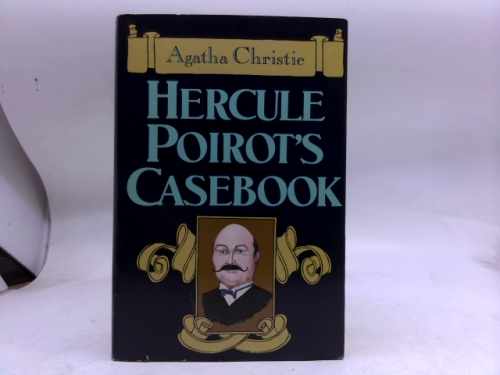 Agatha Christie
HERCULE
POIROT'S
CASEBOOK